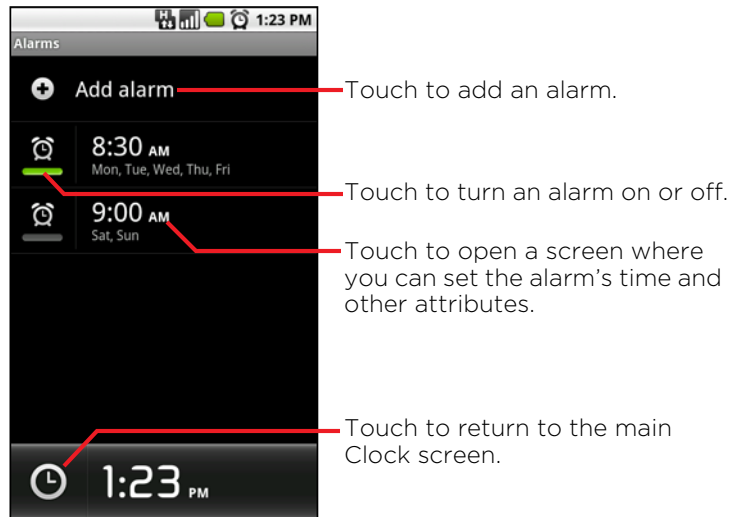 1:23 PM
Alarms
Add alarm
Touch to add an alarm.
8:30 AM
Mon, Tue, Wed, Thu, Fri
Touch to turn an alarm on or off.
9:00 AM
Sat, Sun
Touch to open a screen where
you can set the alarm’s time and
other attributes.
Touch to return to the main
Clock screen.
1:23 PM